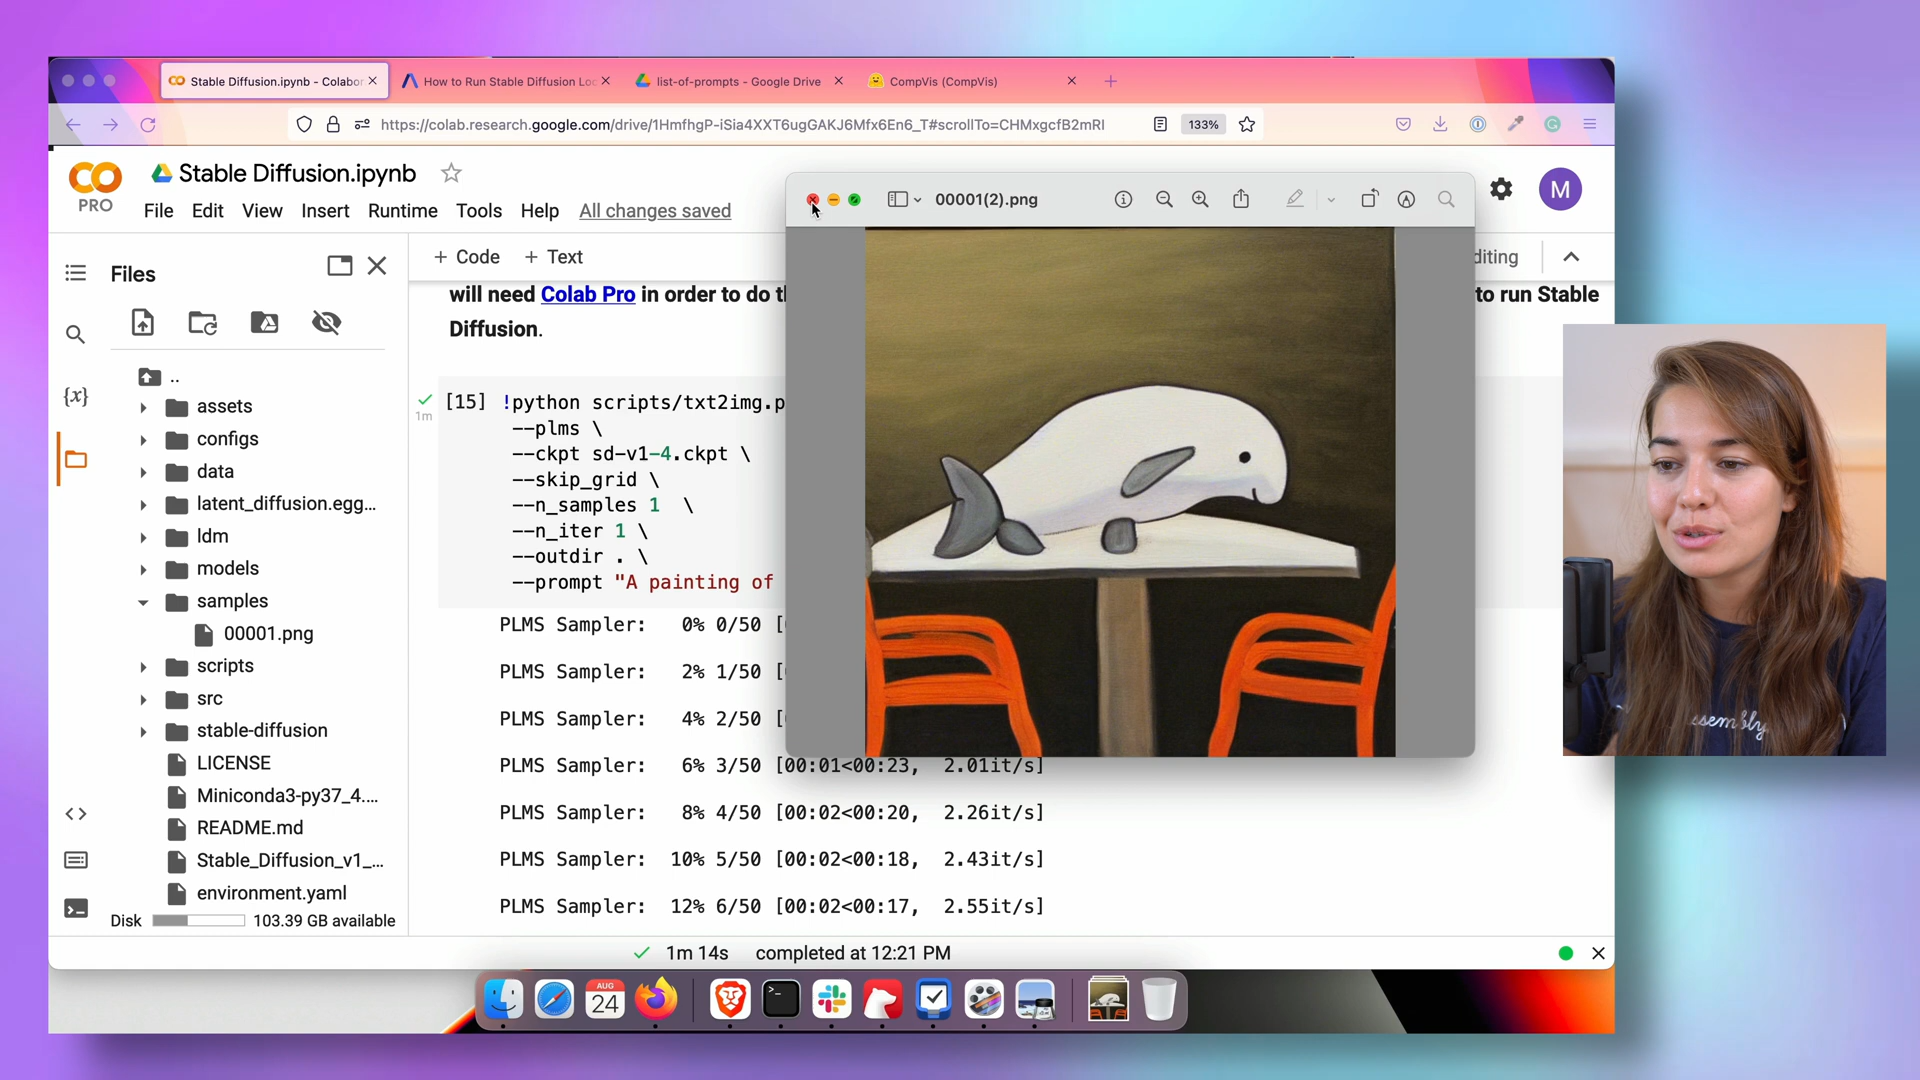 Stable Diffusion.ipynb - Colabor
How to Run Stable Diffusion Loc
list-of-prompts - Google Drive
CompVis (CompVis)
https://colab.research.google.com/drive/1HmfhgP-iSia4XXT6ugGAKJ6Mfx6En6_T#scrollTo=CHMxgcfB2mRI
133%
PRO
Stable Diffusion.ipynb
File Edit View Insert Runtime Tools Help All changes saved
00001(2).png
M
Files
+ Code + Text
diting
will need Colab Pro in order to do th
to run Stable
Diffusion.
..
assets
configs
data
latent_diffusion.egg...
ldm
models
samples
00001.png
scripts
src
stable-diffusion
LICENSE
Miniconda3-py37_4....
README.md
Stable_Diffusion_v1_...
environment.yaml
Disk 103.39 GB available
{x}
1m
[15] !python scripts/txt2img.p
--plms \
--ckpt sd-v1-4.ckpt \
--skip_grid \
--n_samples 1 \
--n_iter 1 \
--outdir . \
--prompt "A painting of
PLMS Sampler: 0% 0/50 [
PLMS Sampler: 2% 1/50 [
PLMS Sampler: 4% 2/50 [
PLMS Sampler: 6% 3/50 [00:01<00:23, 2.01it/s]
PLMS Sampler: 8% 4/50 [00:02<00:20, 2.26it/s]
PLMS Sampler: 10% 5/50 [00:02<00:18, 2.43it/s]
PLMS Sampler: 12% 6/50 [00:02<00:17, 2.55it/s]
1m 14s completed at 12:21 PM
AUG
24
ssembly